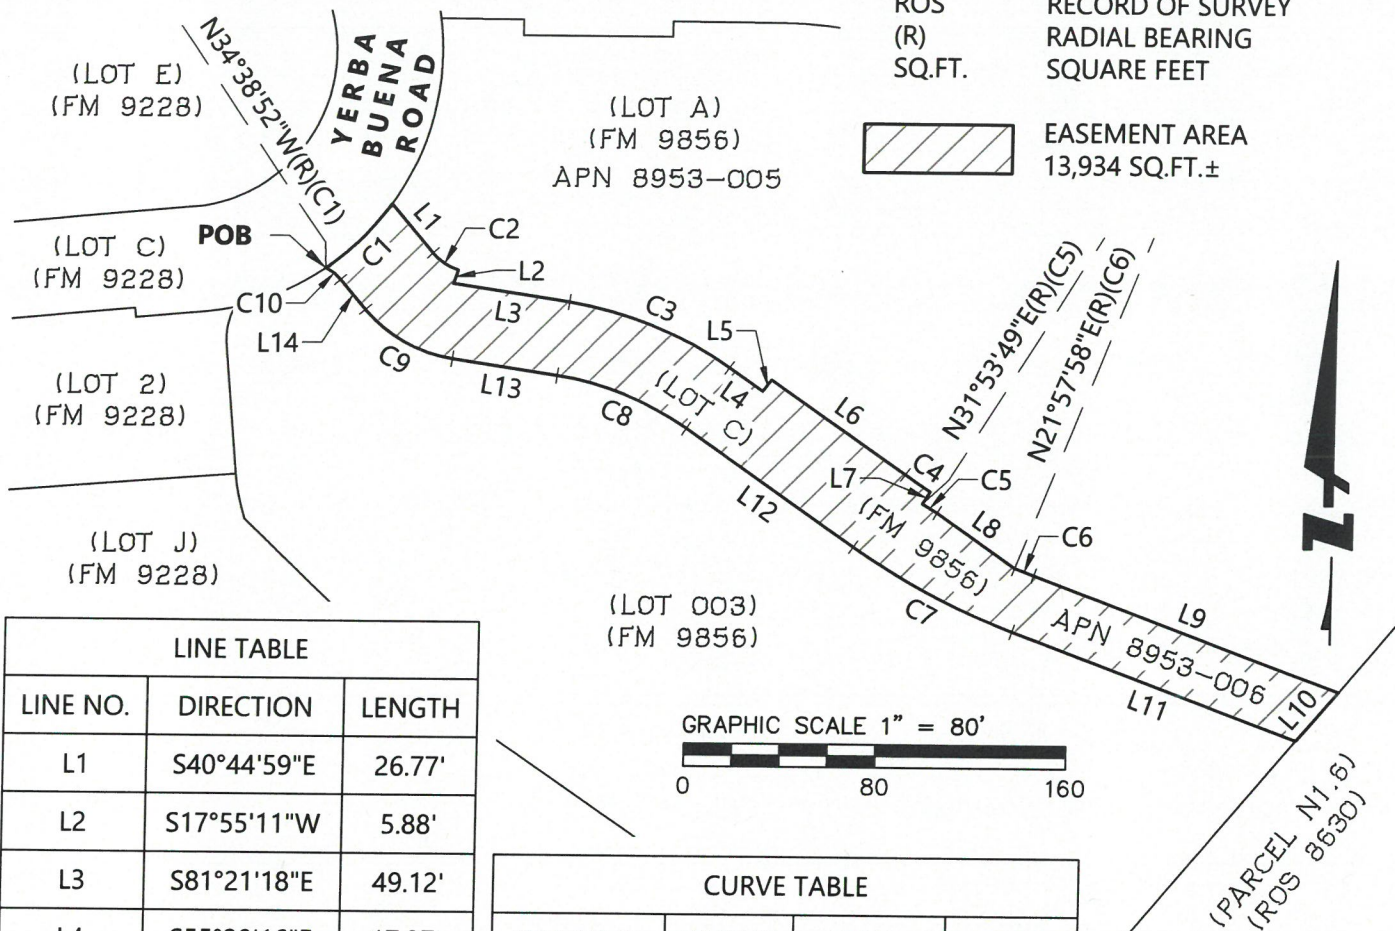 ROS RECORD OF SURVEY
(R) RADIAL BEARING
SQ.FT. SQUARE FEET
EASEMENT AREA
13,934 SQ.FT.±
N34°38'52"W(R)(C1)
YERBA
BUENA
ROAD
(LOT E)
(FM 9228)
(LOT A)
(FM 9856)
APN 8953-005
(LOT C)
(FM 9228)
POB
C1
L1
C2
L2
L3
C3
L5
L4
C10
L14
C9
L13
C8
(LOT
C)
L6
N31°53'49"E(R)(C5)
N21°57'58"E(R)(C6)
C4
L7
C5
L8
C6
(FM 9856)
L12
C7
L9
APN 8953-006
L10
L11
(LOT 2)
(FM 9228)
(LOT J)
(FM 9228)
(LOT 003)
(FM 9856)
N
GRAPHIC SCALE 1" = 80'
0 80 160
(PARCEL N1.6)
(ROS 8630)
LINE TABLE
LINE NO. DIRECTION LENGTH
L1 S40°44'59"E 26.77'
L2 S17°55'11"W 5.88'
L3 S81°21'18"E 49.12'
CURVE TABLE